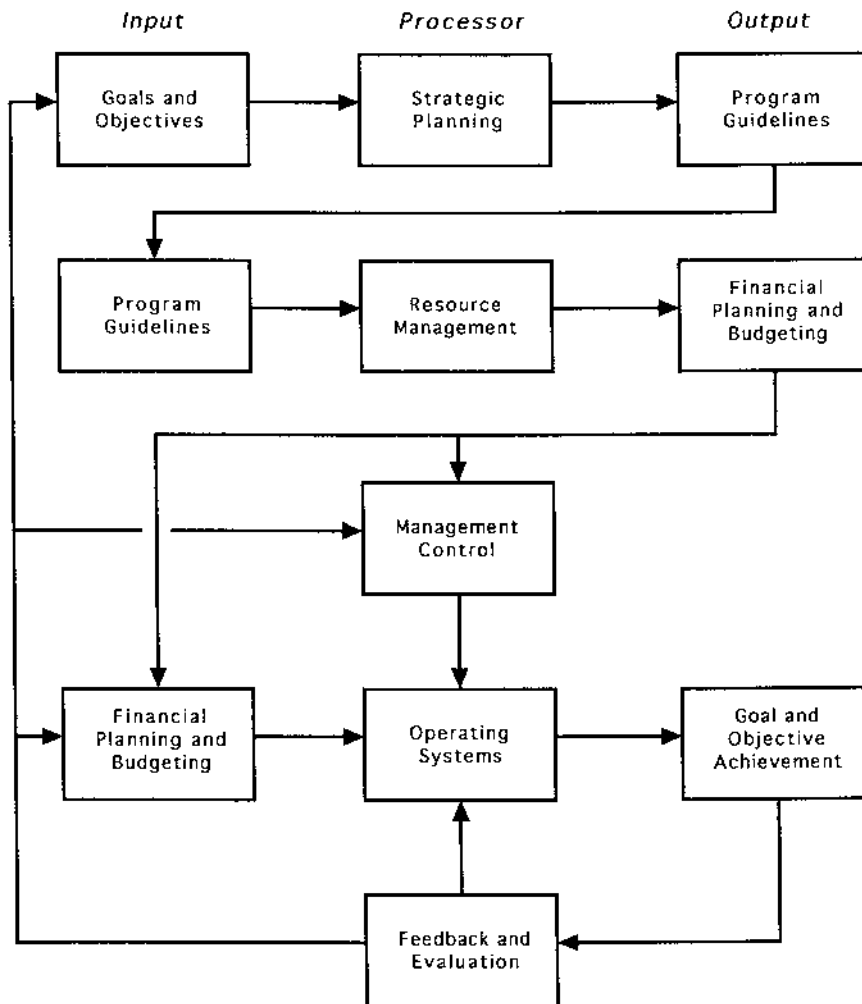 Input Processor Output
Goals and
Objectives
Strategic
Planning
Program
Guidelines
Program
Guidelines
Resource
Management
Financial
Planning and
Budgeting
Management
Control
Financial
Planning and
Budgeting
Operating
Systems
Goal and
Objective
Achievement
Feedback and
Evaluation